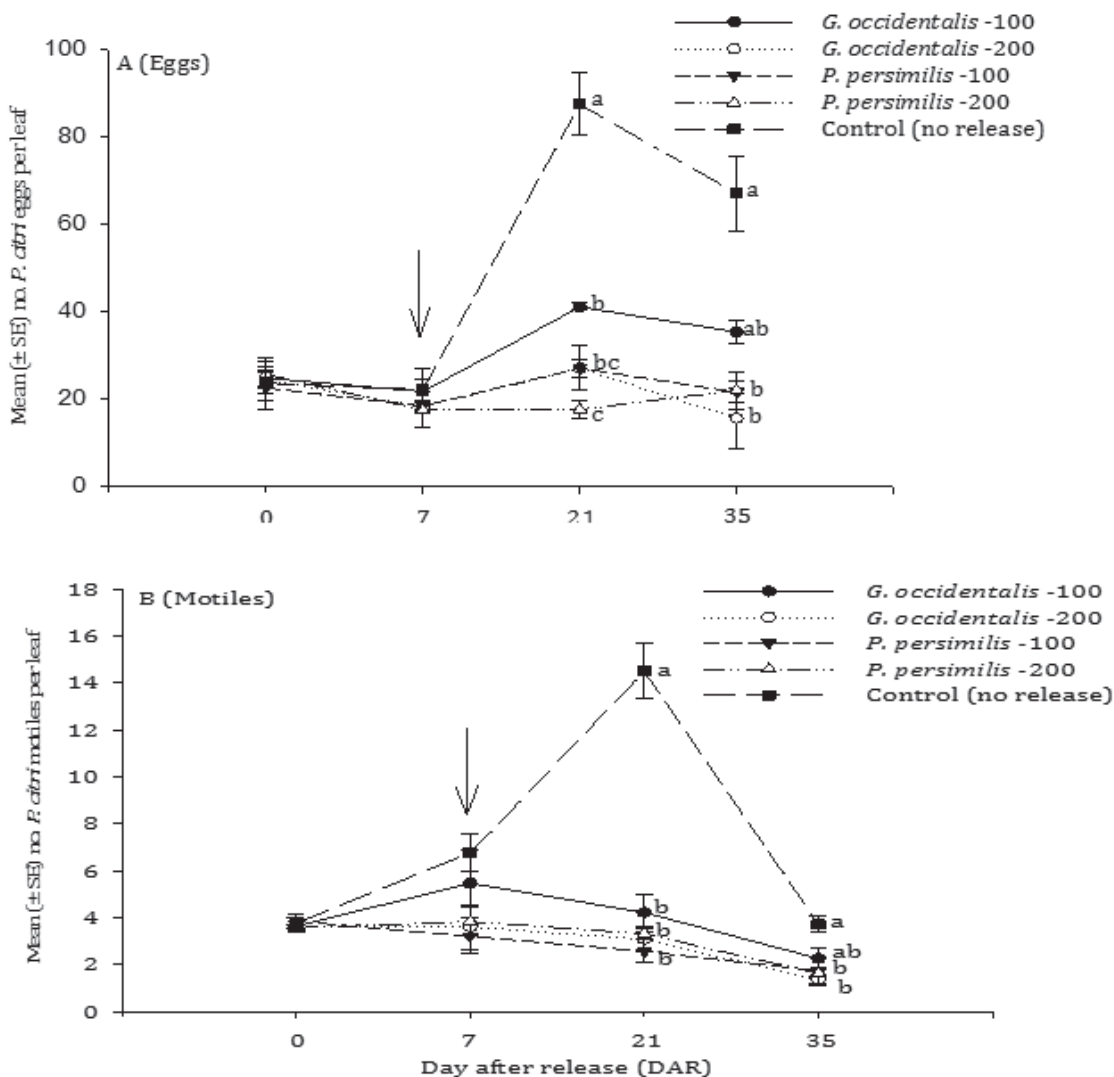 G. occidentalis -100
G. occidentalis -200
P. persimilis -100
P. persimilis -200
Control (no release)
A (Eggs)
100
80
60
40
20
0
Mean (± SE) no. P. citri eggs per leaf
a
a
b
ab
bc
b
c
b
0 7 21 35
B (Motiles)
G. occidentalis -100
G. occidentalis -200
P. persimilis -100
P. persimilis -200
Control (no release)
18
16
14
12
10
8
6
4
2
0
Mean (± SE) no. P. citri motiles per leaf
a
b
b
b
a
ab
b
b
0 7 21 35
Day after release (DAR)